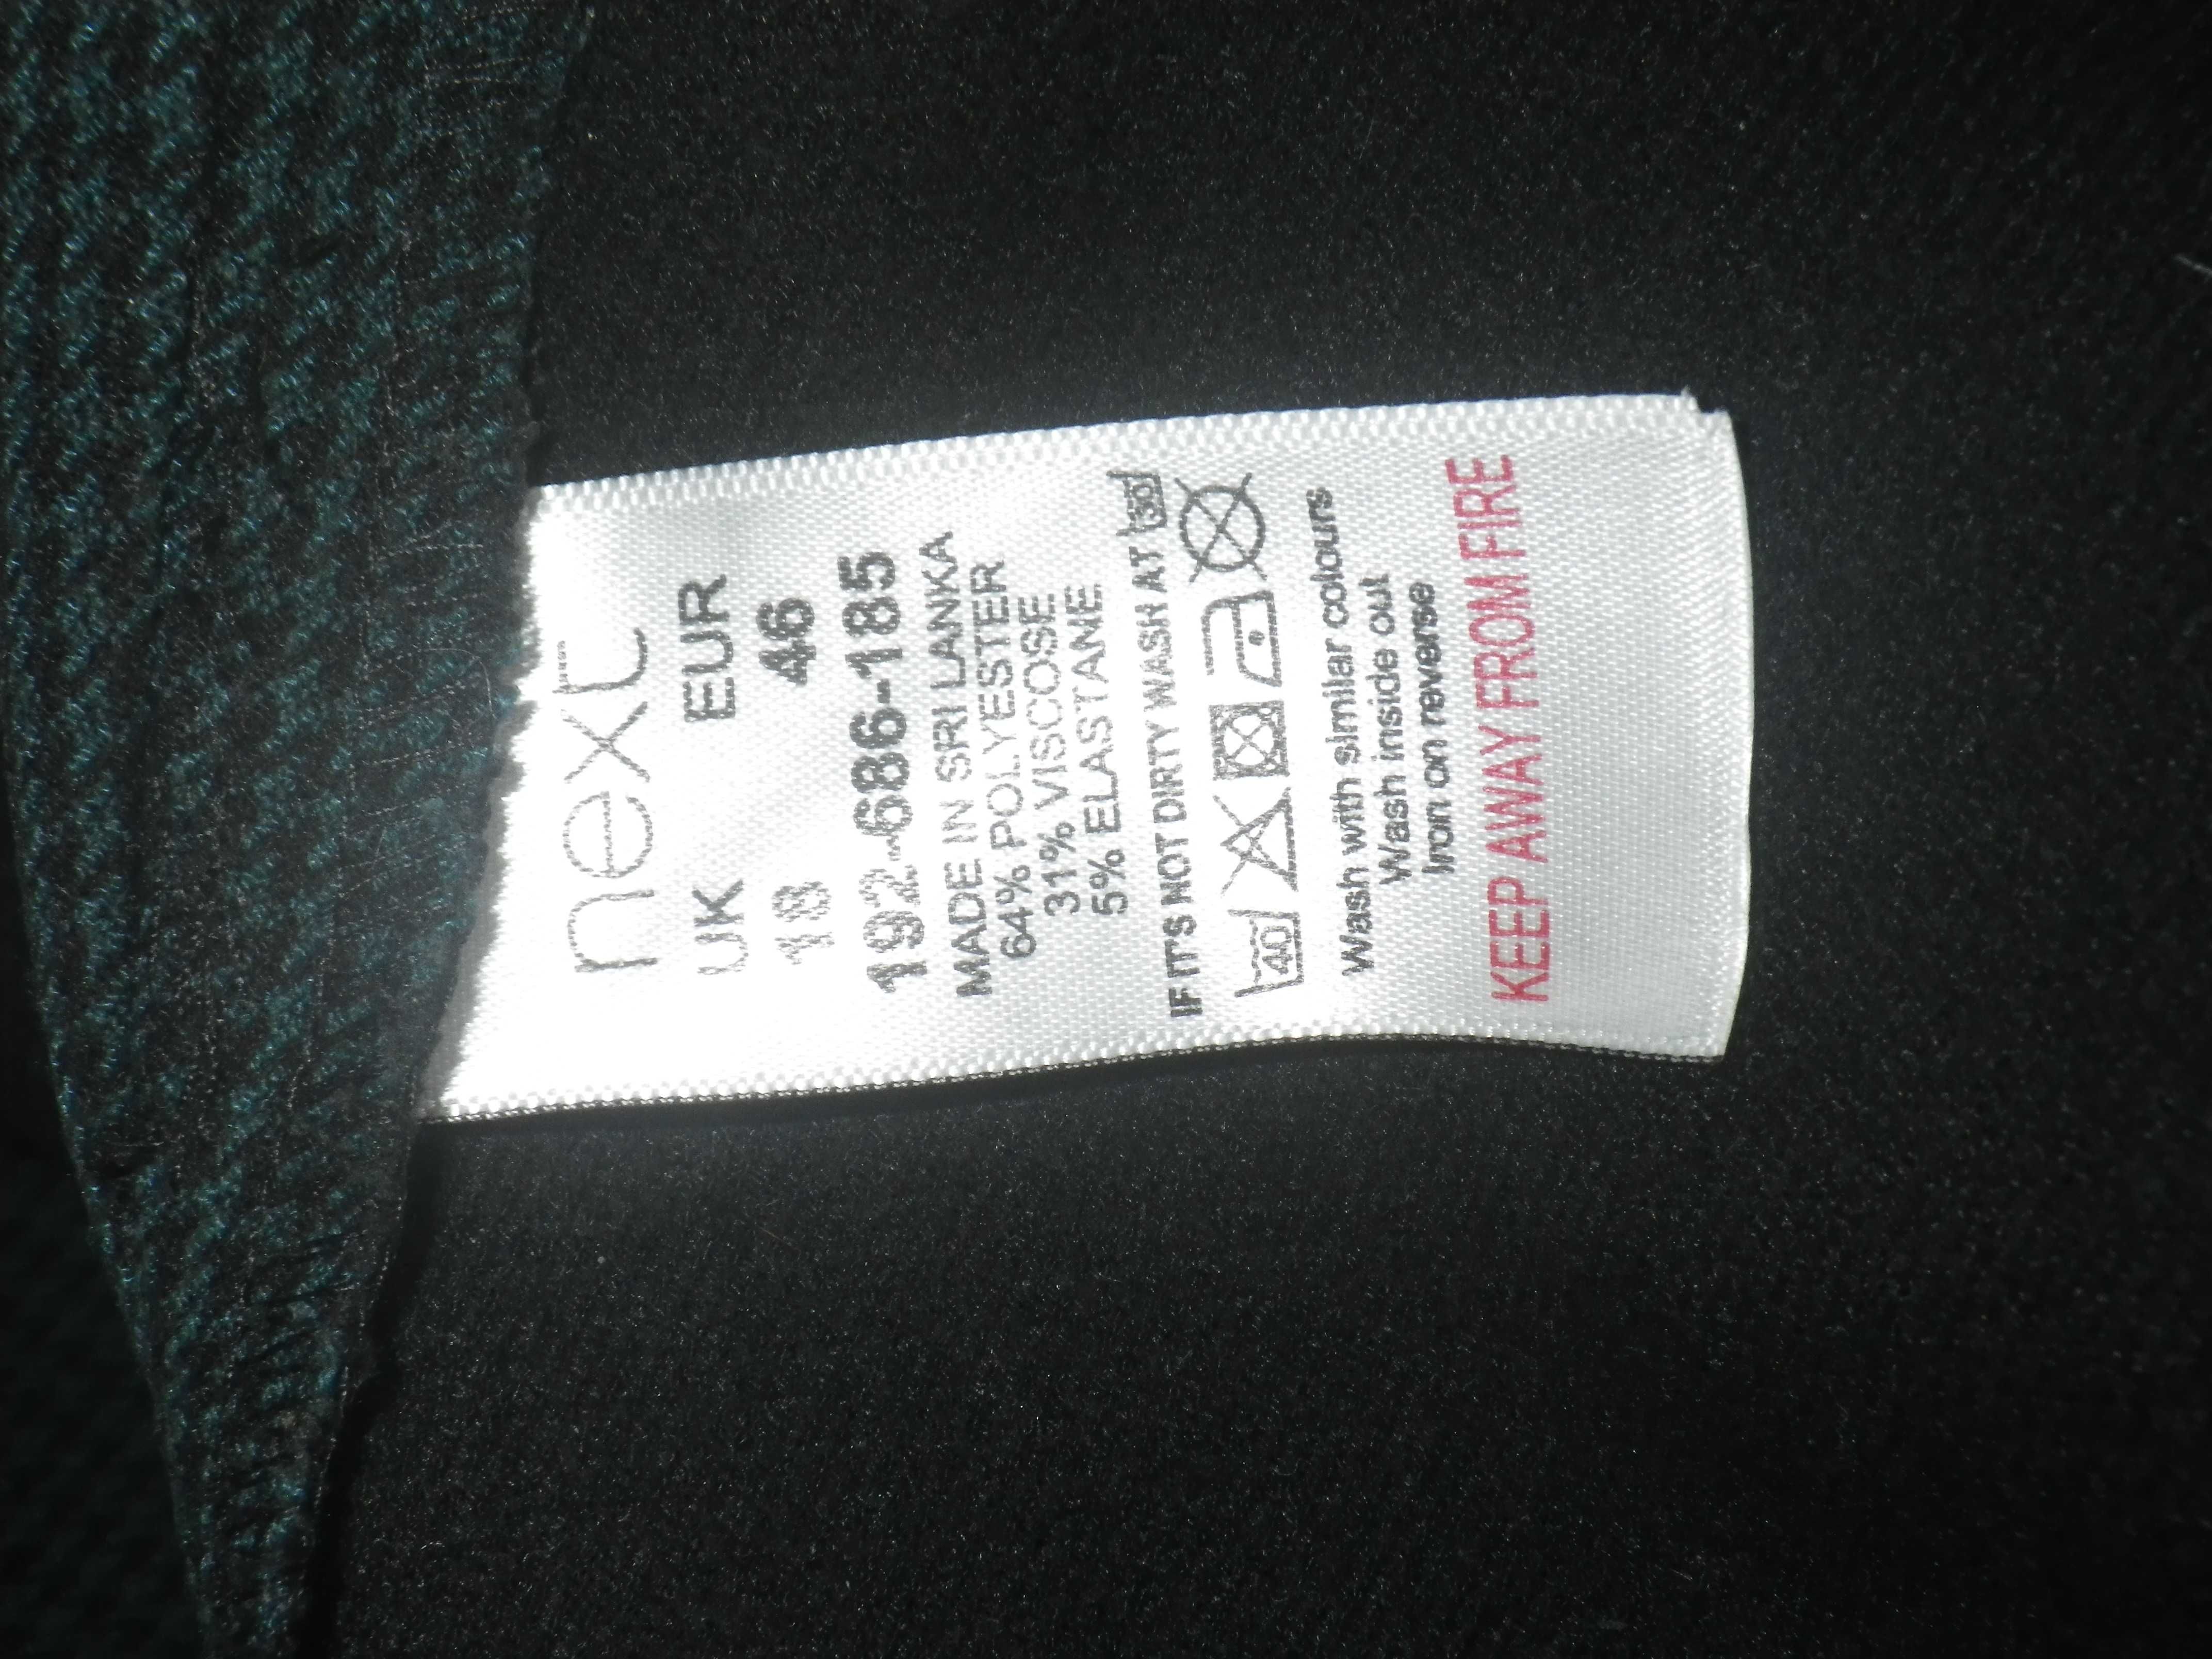 next
UK EUR
18 46
192-686-185
MADE IN SRI LANKA
64% POLYESTER
31% VISCOSE
5% ELASTANE
IF IT'S NOT DIRTY WASH AT 30
40
Wash with similar colours
Wash inside out
Iron on reverse
KEEP AWAY FROM FIRE